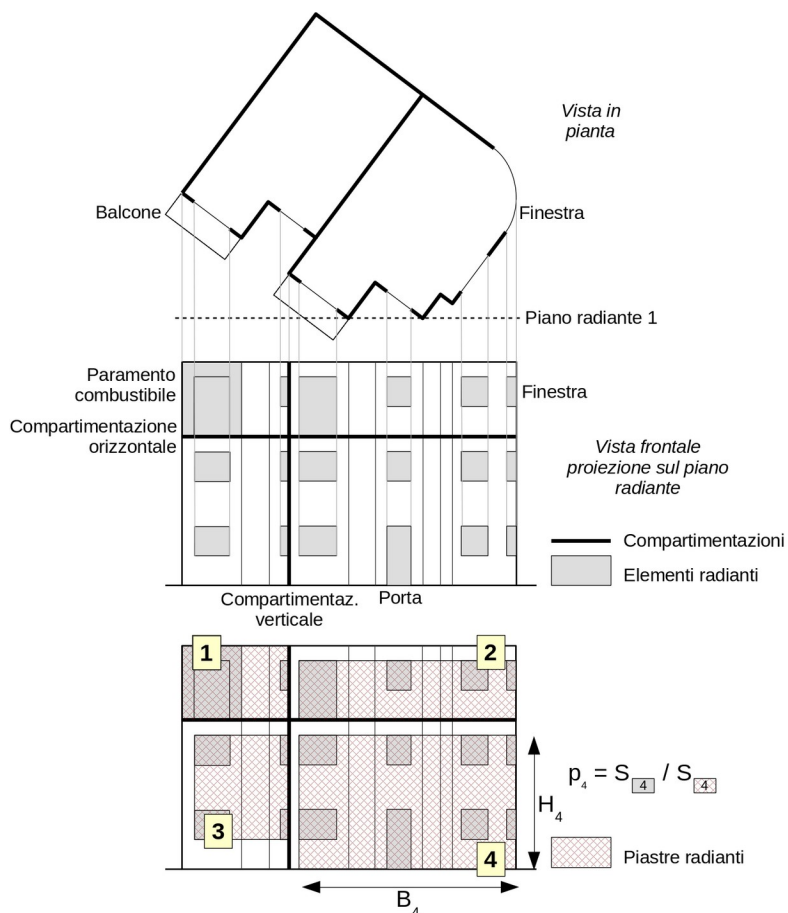 Vista in
pianta
Balcone
Finestra
Piano radiante 1
Paramento
combustibile
Finestra
Compartimentazione
orizzontale
Vista frontale
proiezione sul piano
radiante
Compartimentazioni
Elementi radianti
Compartimentaz.
verticale
Porta
1
2
3
4
p4 = S4 / S4
H4
Piastre radianti
B4